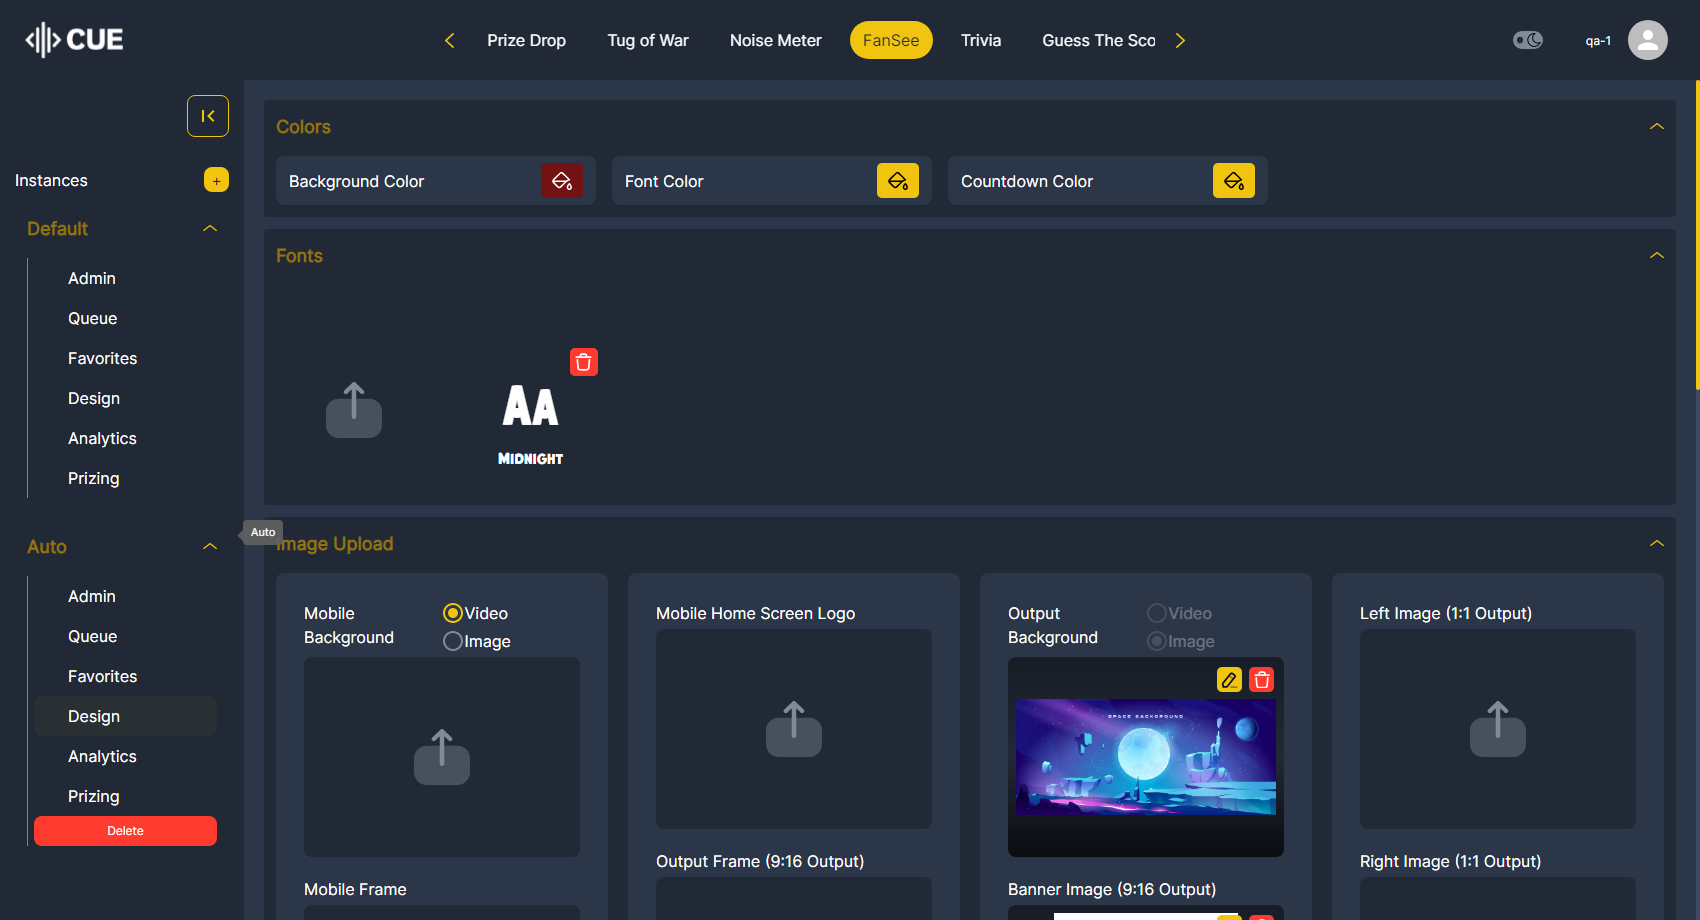 CUE
Prize Drop
Tug of War
Noise Meter
FanSee
Trivia
Guess The Sco
qa-1
Instances
+
Default
Admin
Queue
Favorites
Design
Analytics
Prizing
Auto
Admin
Queue
Favorites
Design
Analytics
Prizing
Delete
Auto
Colors
Background Color
Font Color
Countdown Color
Fonts
AA
MIDNIGHT
Image Upload
Mobile
Background
Video
Image
Mobile Frame
Mobile Home Screen Logo
Output Frame (9:16 Output)
Output
Background
Video
Image
SPACE BACKGROUND
Banner Image (9:16 Output)
Left Image (1:1 Output)
Right Image (1:1 Output)